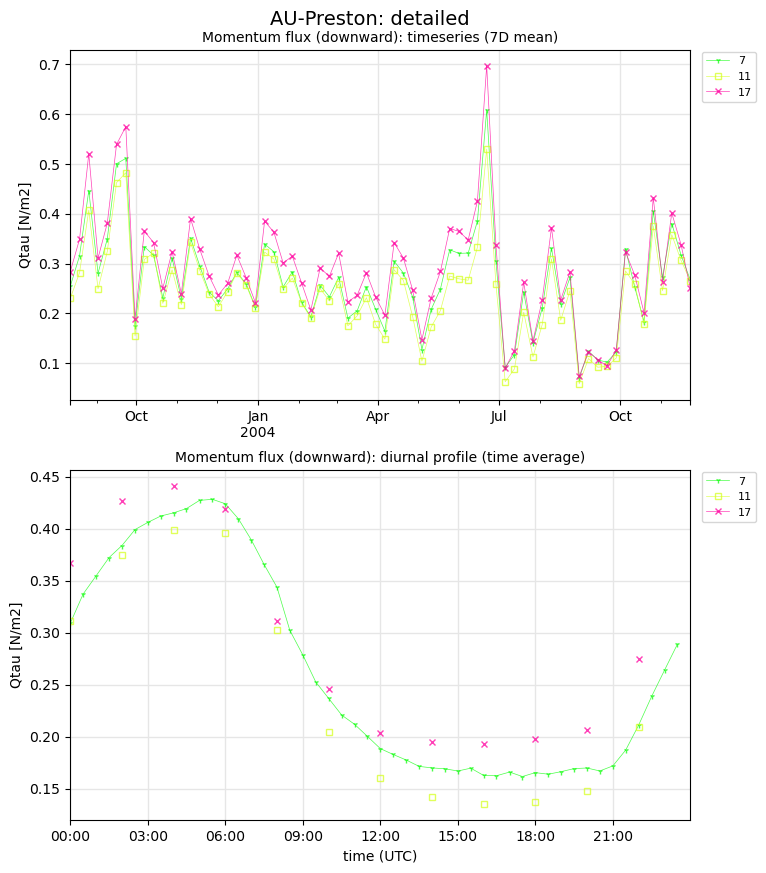 AU-Preston: detailed
Momentum flux (downward): timeseries (7D mean)
Qtau [N/m2]
0.7
0.6
0.5
0.4
0.3
0.2
0.1
Oct
Jan
2004
Apr
Jul
Oct
7
11
17
Momentum flux (downward): diurnal profile (time average)
Qtau [N/m2]
0.45
0.40
0.35
0.30
0.25
0.20
0.15
00:00
03:00
06:00
09:00
12:00
15:00
18:00
21:00
time (UTC)
7
11
17